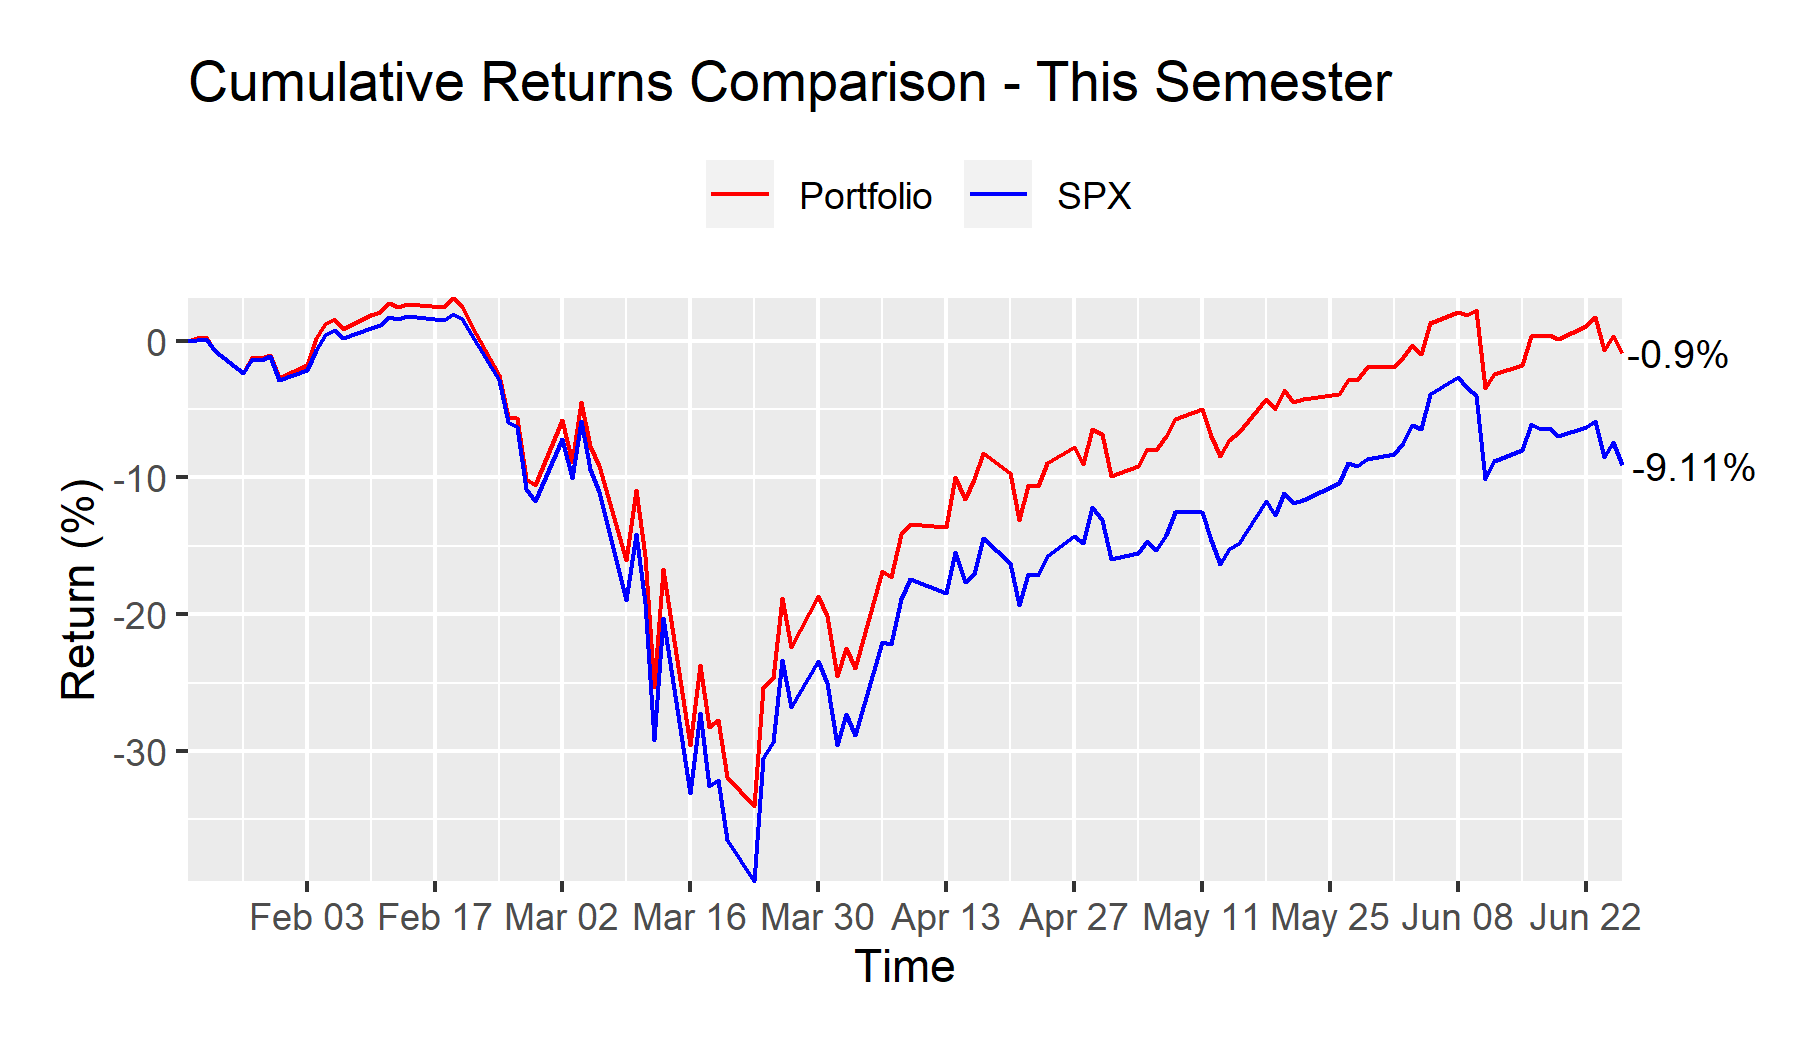 Cumulative Returns Comparison - This Semester
Portfolio
SPX
Return (%)
0
-10
-20
-30
-0.9%
-9.11%
Feb 03 Feb 17 Mar 02 Mar 16 Mar 30 Apr 13 Apr 27 May 11 May 25 Jun 08 Jun 22
Time